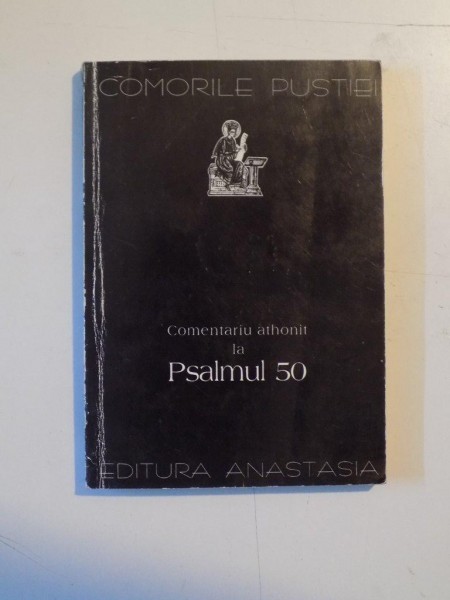 COMORILE PUSTIEI
Comentariu athonit
la
Psalmul 50
EDITURA ANASTASIA